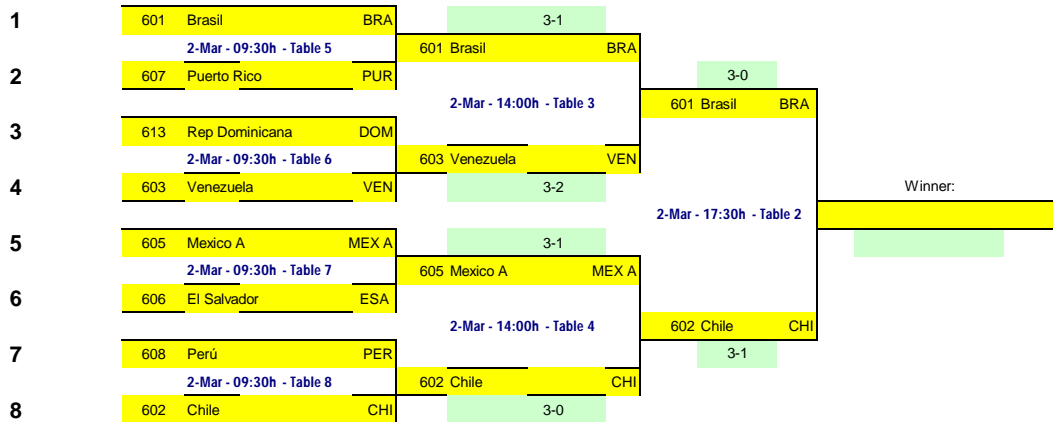 1 601 Brasil BRA 3-1
2-Mar - 09:30h - Table 5 601 Brasil BRA
2 607 Puerto Rico PUR 3-0
2-Mar - 14:00h - Table 3 601 Brasil BRA
3 613 Rep Dominicana DOM
2-Mar - 09:30h - Table 6 603 Venezuela VEN
4 603 Venezuela VEN 3-2 Winner:
2-Mar - 17:30h - Table 2
5 605 Mexico A MEX A 3-1
2-Mar - 09:30h - Table 7 605 Mexico A MEX A
6 606 El Salvador ESA
2-Mar - 14:00h - Table 4 602 Chile CHI
7 608 Perú PER 3-1
2-Mar - 09:30h - Table 8 602 Chile CHI
8 602 Chile CHI 3-0